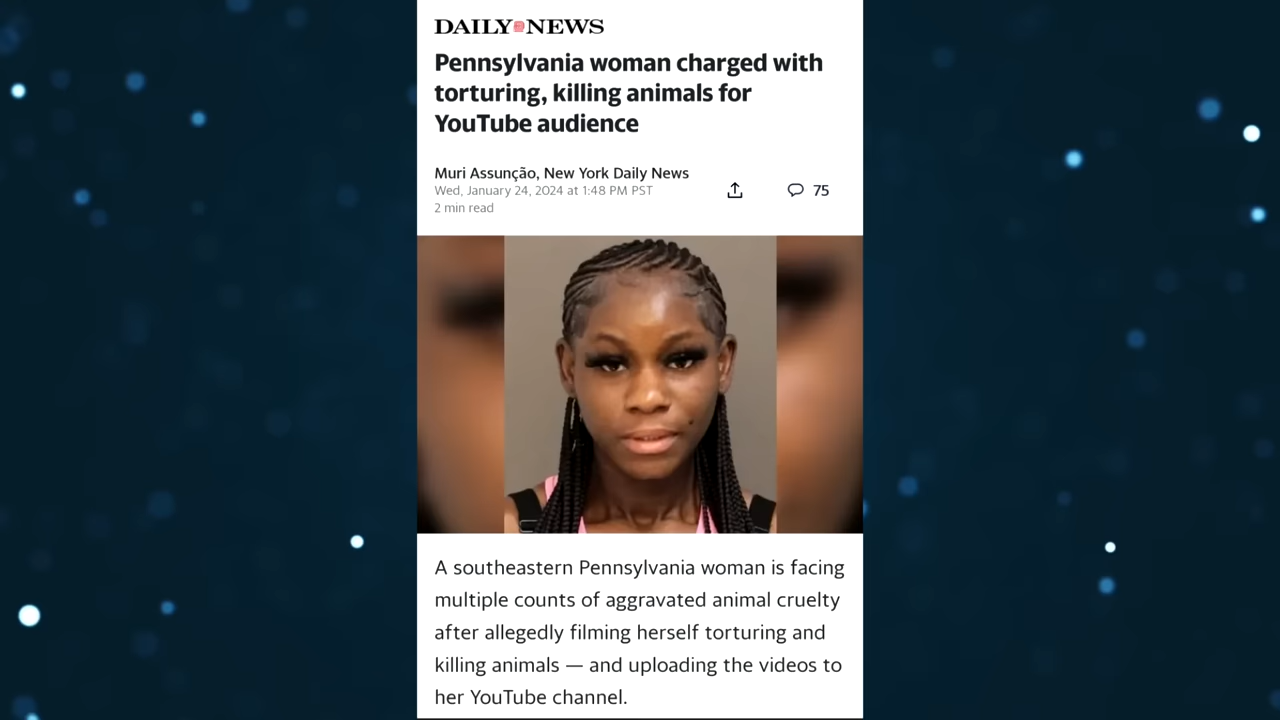 DAILY NEWS
Pennsylvania woman charged with
torturing, killing animals for
YouTube audience
Muri Assunção, New York Daily News
Wed, January 24, 2024 at 1:48 PM PST
2 min read
75
A southeastern Pennsylvania woman is facing
multiple counts of aggravated animal cruelty
after allegedly filming herself torturing and
killing animals — and uploading the videos to
her YouTube channel.